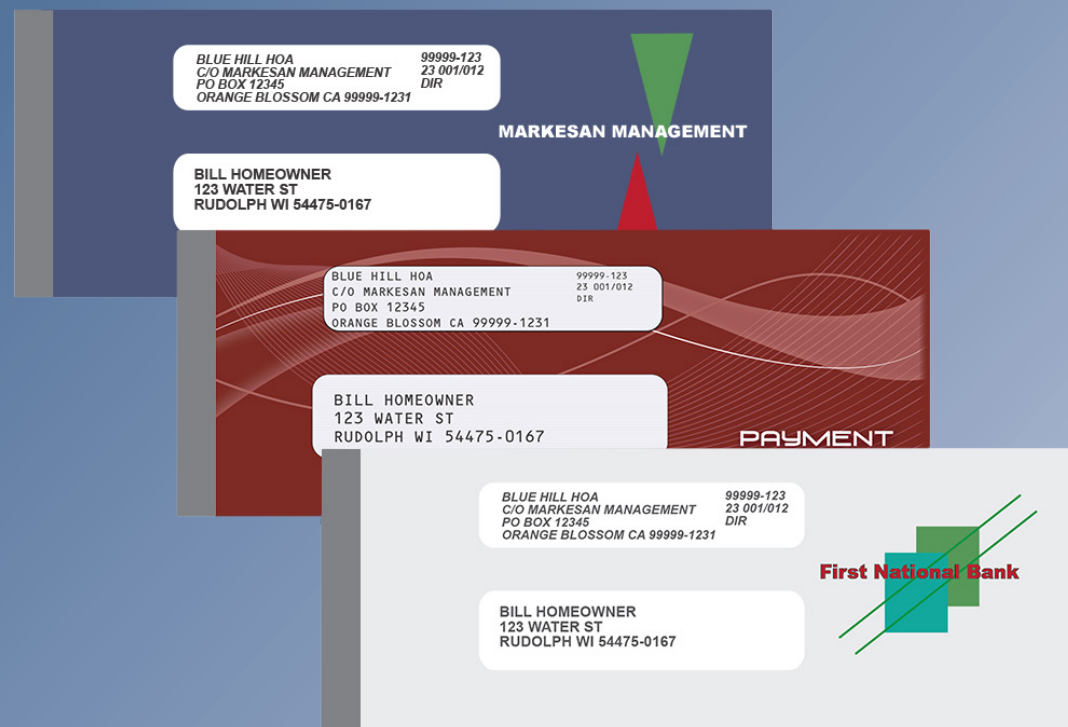 BLUE HILL HOA 99999-123
C/O MARKESAN MANAGEMENT 23 001/012
PO BOX 12345 DIR
ORANGE BLOSSOM CA 99999-1231
MARKESAN MANAGEMENT
BILL HOMEOWNER
123 WATER ST
RUDOLPH WI 54475-0167
BLUE HILL HOA 99999-123
C/O MARKESAN MANAGEMENT 23 001/012
PO BOX 12345 DIR
ORANGE BLOSSOM CA 99999-1231
BILL HOMEOWNER
123 WATER ST
RUDOLPH WI 54475-0167
PAYMENT
BLUE HILL HOA 99999-123
C/O MARKESAN MANAGEMENT 23 001/012
PO BOX 12345 DIR
ORANGE BLOSSOM CA 99999-1231
First National Bank
BILL HOMEOWNER
123 WATER ST
RUDOLPH WI 54475-0167